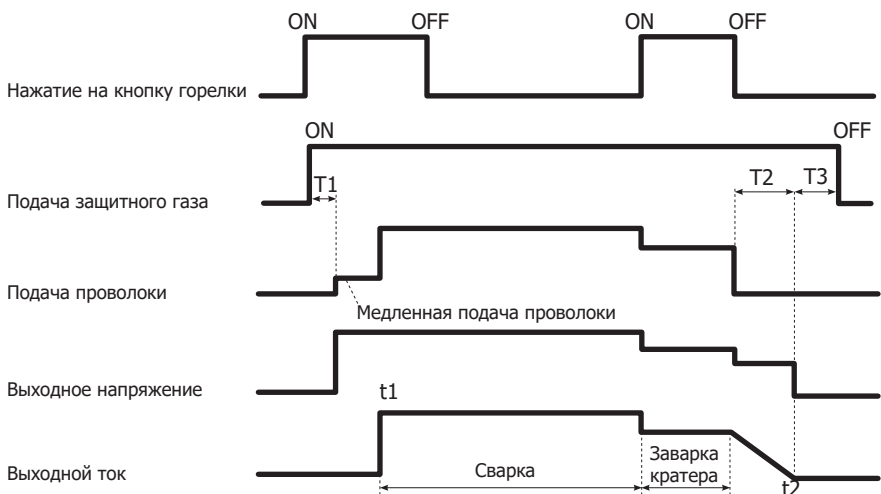 ON OFF ON OFF
Нажатие на кнопку горелки
ON OFF
T1 T2 T3
Подача защитного газа
Подача проволоки
Медленная подача проволоки
Выходное напряжение
t1
Выходной ток
Сварка
Заварка
кратера
t2